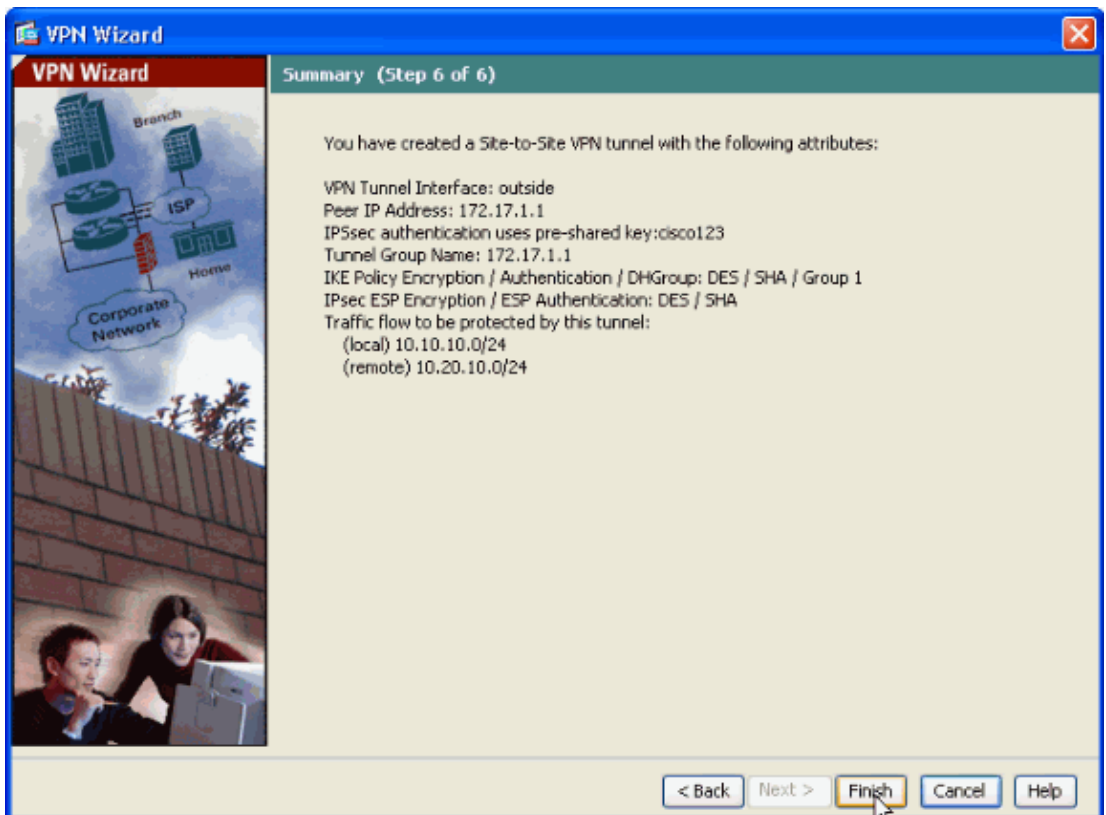 VPN Wizard
VPN Wizard
Summary (Step 6 of 6)
Branch
ISP
Home
Corporate
Network
You have created a Site-to-Site VPN tunnel with the following attributes:
VPN Tunnel Interface: outside
Peer IP Address: 172.17.1.1
IPSsec authentication uses pre-shared key:cisco123
Tunnel Group Name: 172.17.1.1
IKE Policy Encryption / Authentication / DHGroup: DES / SHA / Group 1
IPsec ESP Encryption / ESP Authentication: DES / SHA
Traffic flow to be protected by this tunnel:
(local) 10.10.10.0/24
(remote) 10.20.10.0/24
< Back Next > Finish Cancel Help